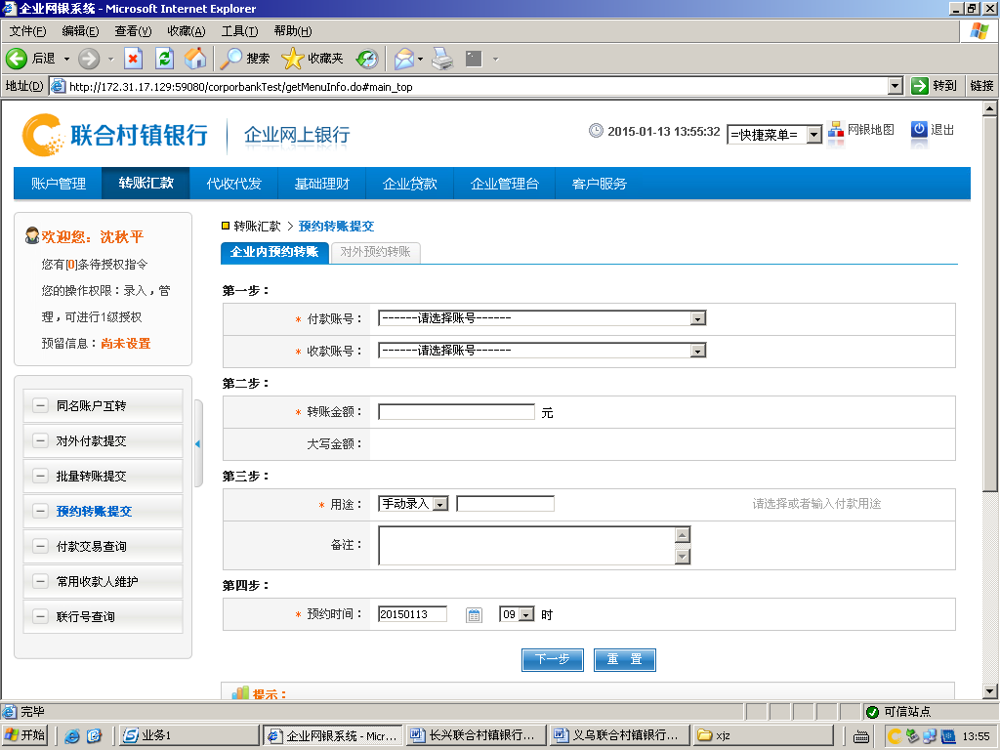 企业网银系统 - Microsoft Internet Explorer
文件(F) 编辑(E) 查看(V) 收藏(A) 工具(T) 帮助(H)
后退 搜索 收藏夹
地址(D) http://172.31.17.129:59080/corporbankTest/getMenuInfo.do#main_top 转到 链接
联合村镇银行 企业网上银行 2015-01-13 13:55:32 =快捷菜单= 网银地图 退出
账户管理 转账汇款 代收代发 基础理财 企业贷款 企业管理台 客户服务
欢迎您：沈秋平
您有[0]条待授权指令
您的操作权限：录入，管
理，可进行1级授权
预留信息：尚未设置
同名账户互转
对外付款提交
批量转账提交
预约转账提交
付款交易查询
常用收款人维护
联行号查询
转账汇款 > 预约转账提交
企业内预约转账 对外预约转账
第一步：
* 付款账号： ------请选择账号------
* 收款账号： ------请选择账号------
第二步：
* 转账金额： 元
大写金额：
第三步：
* 用途： 手动录入 请选择或者输入付款用途
备注：
第四步：
* 预约时间： 20150113 09 时
下一步 重 置
提示：
完毕 可信站点
开始 业务1 企业网银系统 - Micr... 长兴联合村镇银行... 义乌联合村镇银行... xjz 13:55